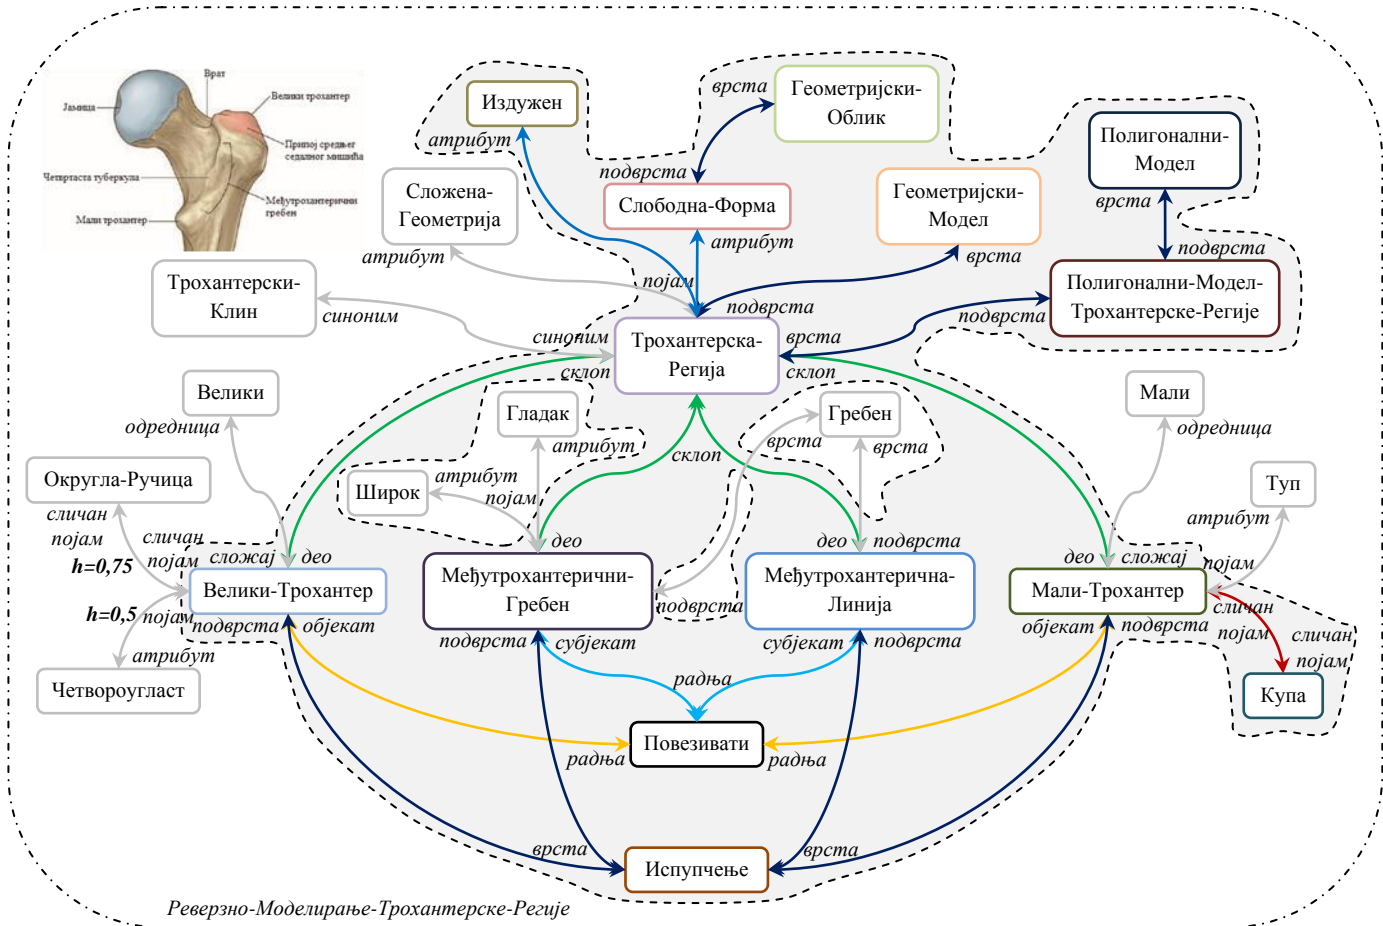 Врат
Јамица
Велики трохантер
Припој средњег
седалног мишића
Четвртаста туберкула
Међутрохантерични
гребен
Мали трохантер
Издужен
атрибут
врста
Геометријски-
Облик
подврста
Слободна-Форма
атрибут
Сложена-
Геометрија
атрибут
Геометријски-
Модел
врста
Полигонални-
Модел
врста
подврста
Полигонални-Модел-
Трохантерске-Регије
подврста
Трохантерски-
Клин
синоним
појам
подврста
синоним
врста
Трохантерска-
Регија
склоп
склоп
склоп
Велики
одредница
Гладак
атрибут
Широк
атрибут
појам
Гребен
врста
врста
Мали
одредница
Туп
атрибут
појам
Округла-Ручица
сличан
појам
сличан
појам
h=0,75
h=0,5
појам
атрибут
Четвороугласт
сложај
део
Велики-Трохантер
подврста
објекат
део
Међутрохантерични-
Гребен
подврста
подврста
субјекат
део
подврста
Међутрохантерична-
Линија
субјекат
подврста
део
сложај
Мали-Трохантер
објекат
подврста
сличан
појам
сличан
појам
Купа
радња
Повезивати
радња
радња
врста
врста
Испупчење
Реверзно-Моделирање-Трохантерске-Регије